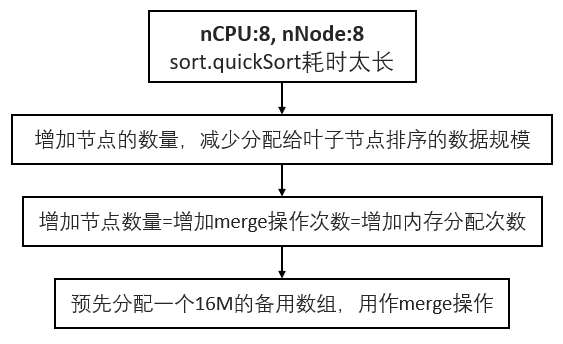 nCPU:8, nNode:8
sort.quickSort耗时太长
增加节点的数量，减少分配给叶子节点排序的数据规模
增加节点数量=增加merge操作次数=增加内存分配次数
预先分配一个16M的备用数组，用作merge操作